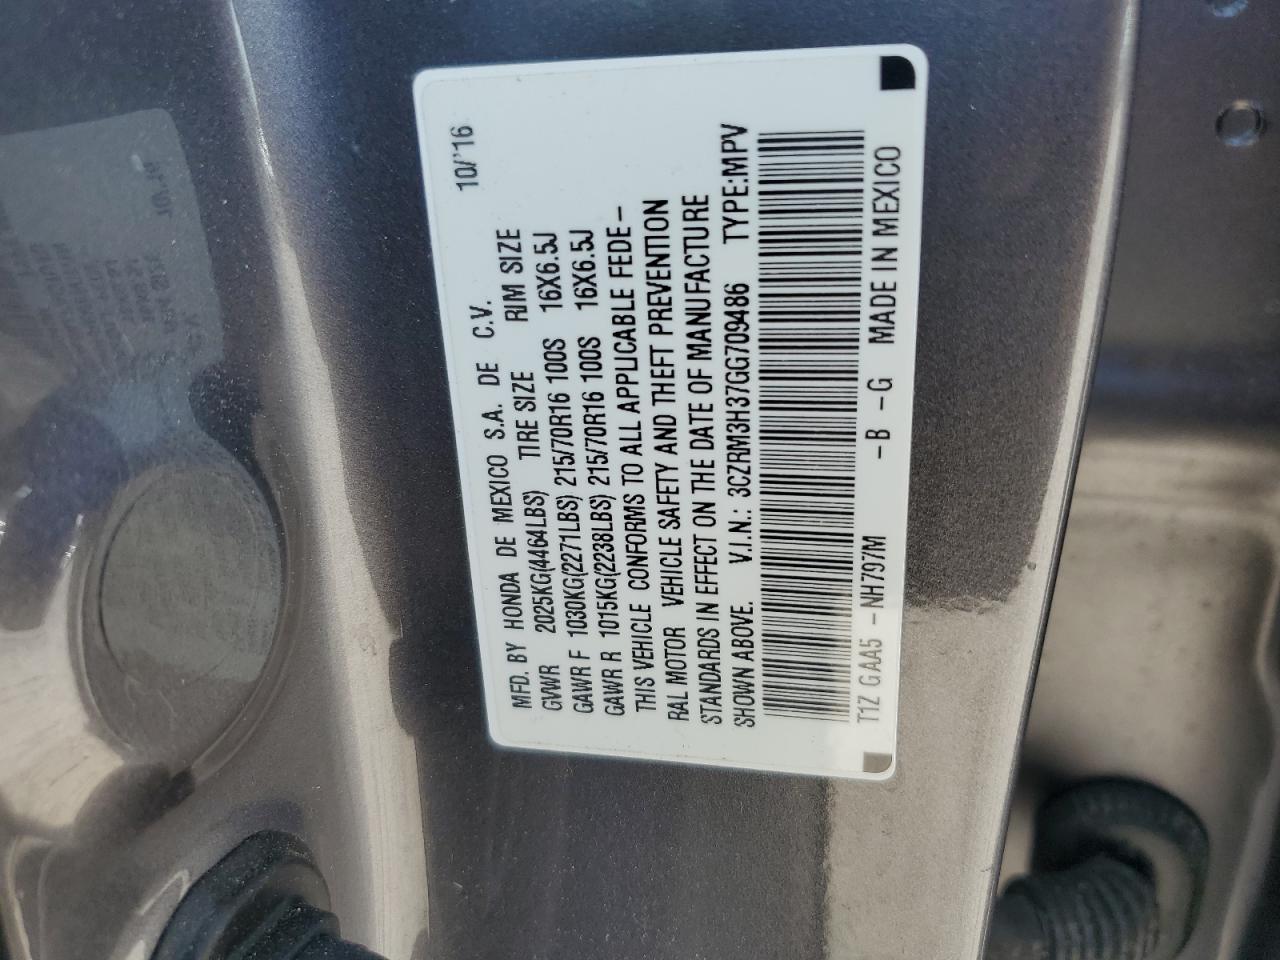 MFD. BY HONDA DE MEXICO S.A. DE C.V. 10/'16
GVWR 2025KG(4464LBS) TIRE SIZE RIM SIZE
GAWR F 1030KG(2271LBS) 215/70R16 100S 16X6.5J
GAWR R 1015KG(2238LBS) 215/70R16 100S 16X6.5J
THIS VEHICLE CONFORMS TO ALL APPLICABLE FEDE-
RAL MOTOR VEHICLE SAFETY AND THEFT PREVENTION
STANDARDS IN EFFECT ON THE DATE OF MANUFACTURE
SHOWN ABOVE. V.I.N.: 3CZRM3H37GG709486 TYPE:MPV
T1Z GAA5 -NH797M -B -G MADE IN MEXICO